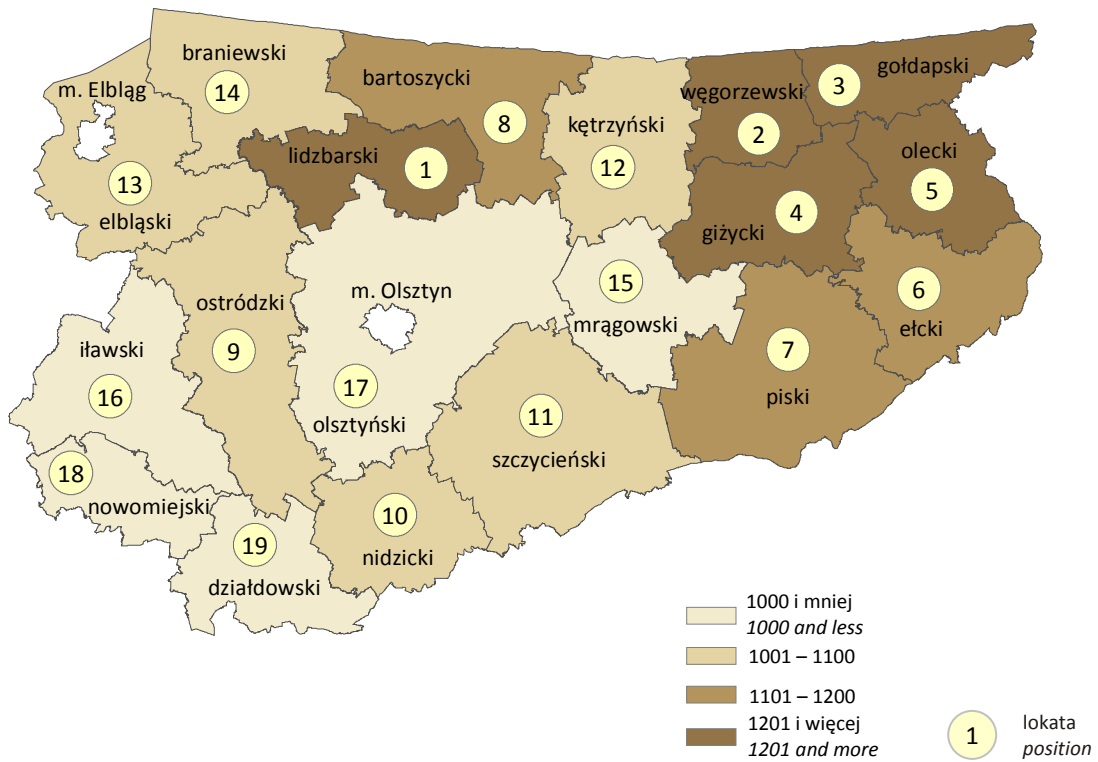 braniewski
14
bartoszycki
8
gołdapski
3
węgorzewski
2
m. Elbląg
kętrzyński
12
lidzbarski
1
olecki
5
13
elbląski
4
giżycki
15
mrągowski
6
ełcki
m. Olsztyn
ostródzki
9
iławski
16
7
piski
17
olsztyński
11
szczycieński
18
nowomiejski
10
nidzicki
19
działdowski
1000 i mniej
1000 and less
1001 – 1100
1101 – 1200
1201 i więcej
1201 and more
1
lokata
position